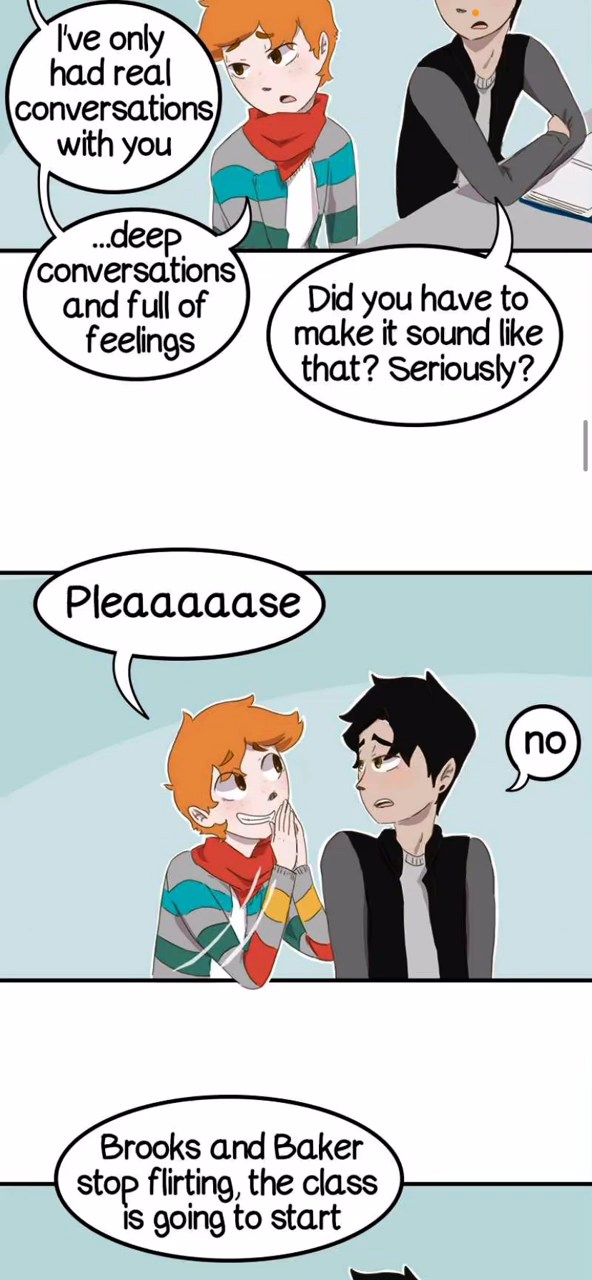 I've only
had real
conversations
with you
...deep
conversations
and full of
feelings
Did you have to
make it sound like
that? Seriously?
Pleaaaaase
no
Brooks and Baker
stop flirting, the class
is going to start